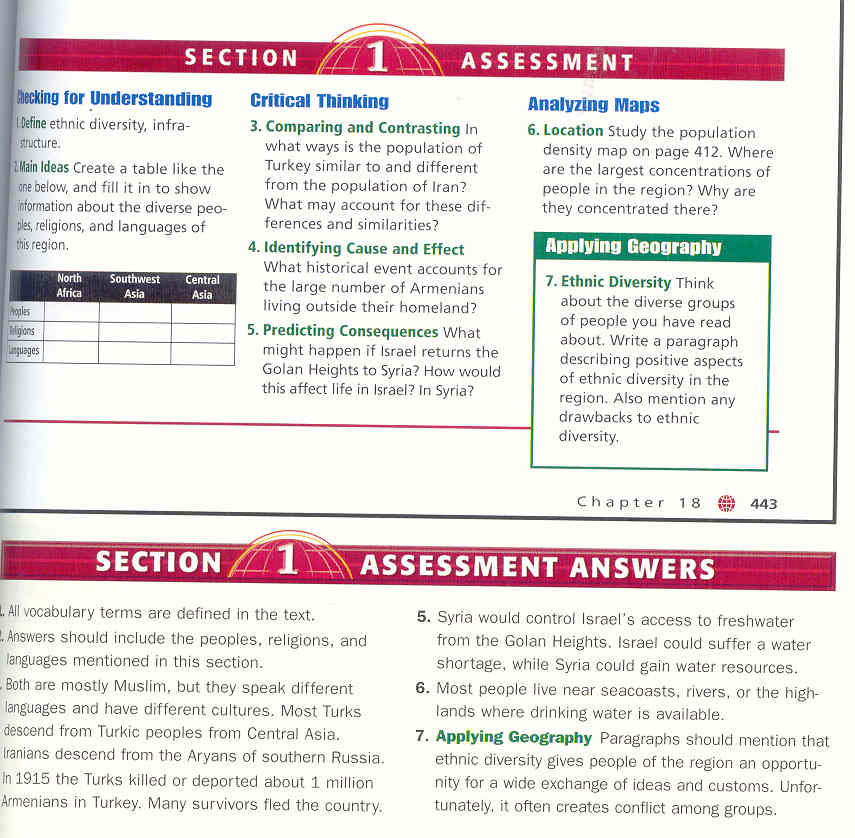 SECTION 1 ASSESSMENT
Checking for Understanding
1. Define ethnic diversity, infra-
structure.
2. Main Ideas Create a table like the
one below, and fill it in to show
information about the diverse peo-
ples, religions, and languages of
this region.
North Africa
Southwest Asia
Central Asia
Peoples
Religions
Languages
Critical Thinking
3. Comparing and Contrasting In
what ways is the population of
Turkey similar to and different
from the population of Iran?
What may account for these dif-
ferences and similarities?
4. Identifying Cause and Effect
What historical event accounts for
the large number of Armenians
living outside their homeland?
5. Predicting Consequences What
might happen if Israel returns the
Golan Heights to Syria? How would
this affect life in Israel? In Syria?
Analyzing Maps
6. Location Study the population
density map on page 412. Where
are the largest concentrations of
people in the region? Why are
they concentrated there?
Applying Geography
7. Ethnic Diversity Think
about the diverse groups
of people you have read
about. Write a paragraph
describing positive aspects
of ethnic diversity in the
region. Also mention any
drawbacks to ethnic
diversity.
Chapter 18 443
SECTION 1 ASSESSMENT ANSWERS
1. All vocabulary terms are defined in the text.
2. Answers should include the peoples, religions, and
languages mentioned in this section.
. Both are mostly Muslim, but they speak different
languages and have different cultures. Most Turks
descend from Turkic peoples from Central Asia.
Iranians descend from the Aryans of southern Russia.
In 1915 the Turks killed or deported about 1 million
Armenians in Turkey. Many survivors fled the country.
5. Syria would control Israel's access to freshwater
from the Golan Heights. Israel could suffer a water
shortage, while Syria could gain water resources.
6. Most people live near seacoasts, rivers, or the high-
lands where drinking water is available.
7. Applying Geography Paragraphs should mention that
ethnic diversity gives people of the region an opportu-
nity for a wide exchange of ideas and customs. Unfor-
tunately, it often creates conflict among groups.